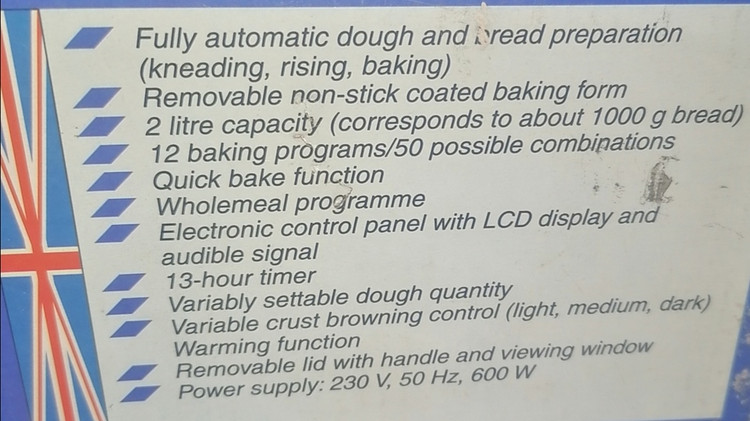 Fully automatic dough and bread preparation
(kneading, rising, baking)
Removable non-stick coated baking form
2 litre capacity (corresponds to about 1000 g bread)
12 baking programs/50 possible combinations
Quick bake function
Wholemeal programme
Electronic control panel with LCD display and
audible signal
13-hour timer
Variably settable dough quantity
Variable crust browning control (light, medium, dark)
Warming function
Removable lid with handle and viewing window
Power supply: 230 V, 50 Hz, 600 W